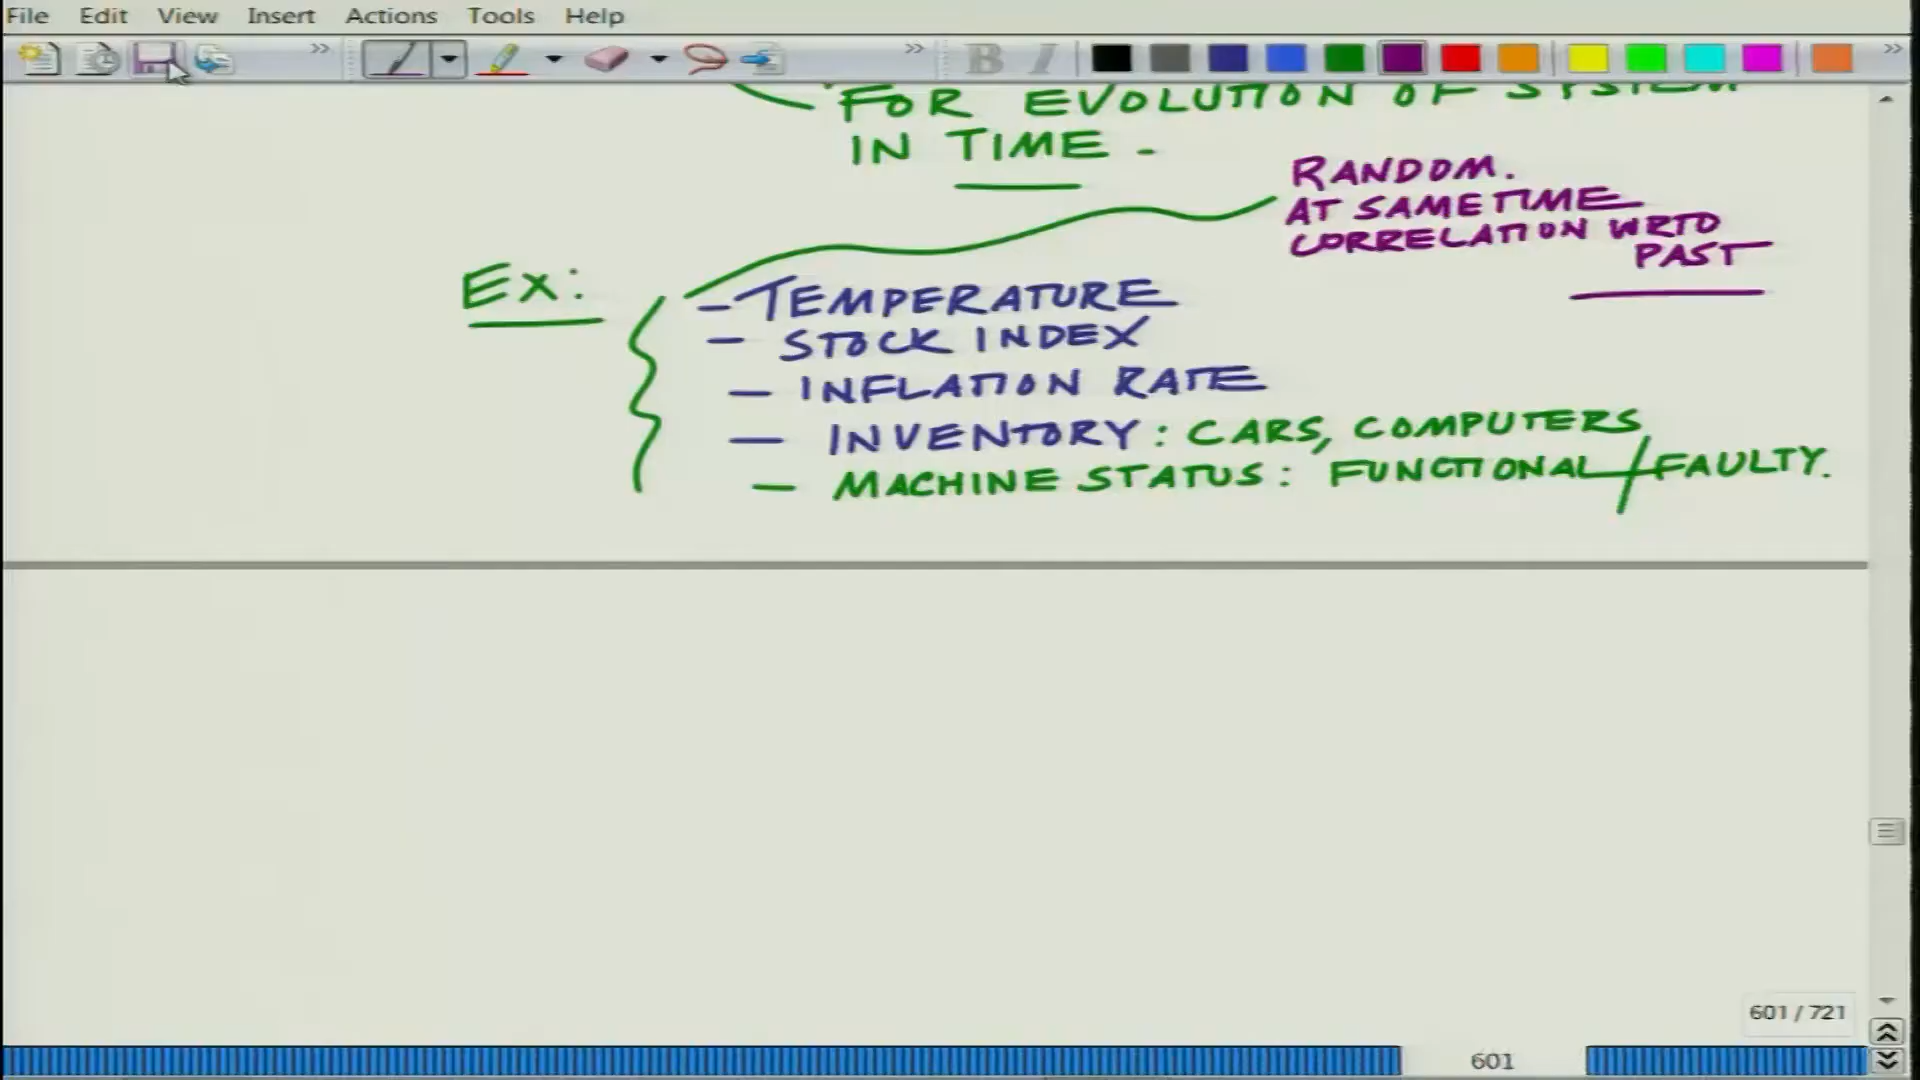 File Edit View Insert Actions Tools Help
B I
FOR EVOLUTION OF SYSTEM
IN TIME.
RANDOM.
AT SAME TIME
CORRELATION WRTO
PAST
Ex:
- TEMPERATURE
- STOCK INDEX
- INFLATION RATE
- INVENTORY: CARS, COMPUTERS
- MACHINE STATUS: FUNCTIONAL/FAULTY.
601 / 721
601